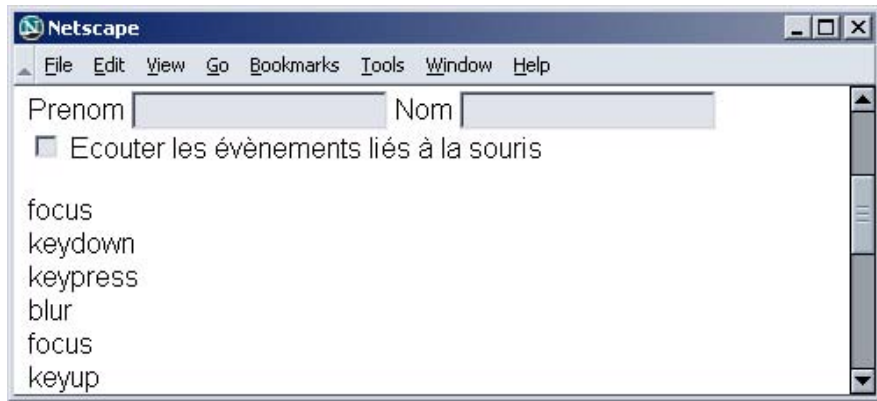 Netscape
File Edit View Go Bookmarks Tools Window Help
Prenom Nom
Ecouter les évènements liés à la souris
focus
keydown
keypress
blur
focus
keyup